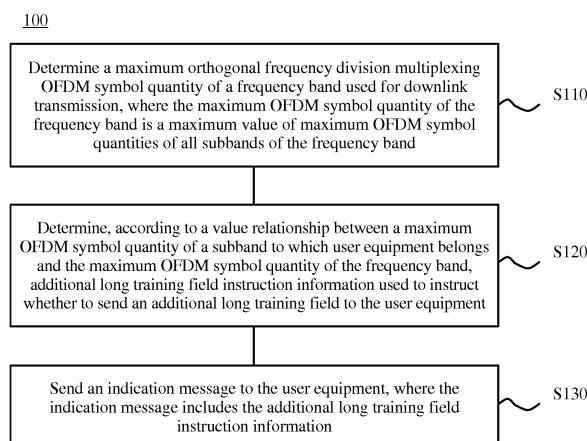 100
Determine a maximum orthogonal frequency division multiplexing
OFDM symbol quantity of a frequency band used for downlink
transmission, where the maximum OFDM symbol quantity of the
frequency band is a maximum value of maximum OFDM symbol
quantities of all subbands of the frequency band
S110
Determine, according to a value relationship between a maximum
OFDM symbol quantity of a subband to which user equipment belongs
and the maximum OFDM symbol quantity of the frequency band,
additional long training field instruction information used to instruct
whether to send an additional long training field to the user equipment
S120
Send an indication message to the user equipment, where the
indication message includes the additional long training field
instruction information
S130